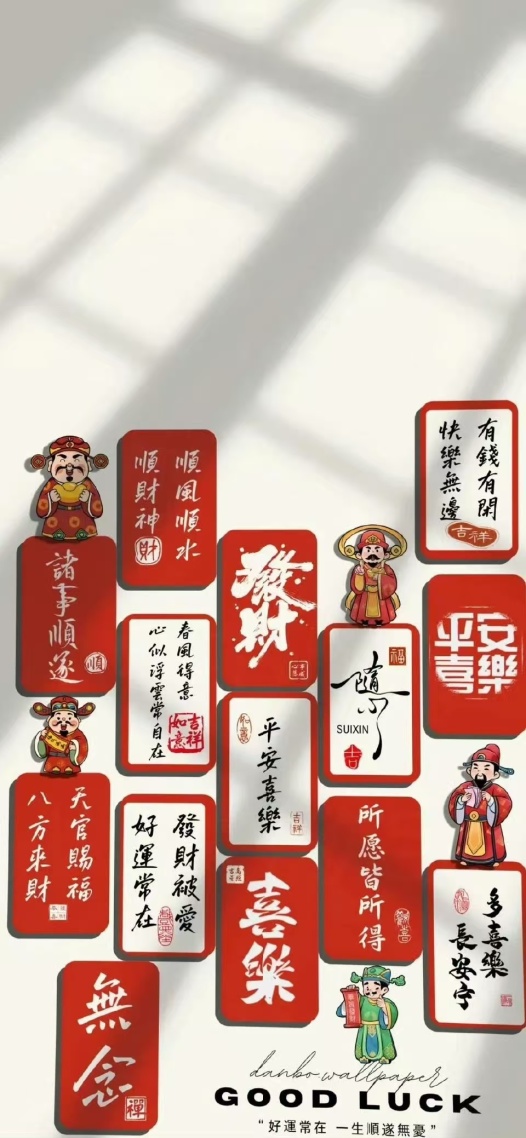 有錢有閑
快樂無邊
吉祥
順風順水
順財神
財
諸事順遂
順
發財
平安喜樂
春風得意
心似浮雲常自在
吉祥如意
福
隨心
SUIXIN
吉
平安喜樂
吉祥
天官賜福
八方來財
發財被愛
好運常在
所愿皆所得
喜樂
多喜樂
長安宁
無念
禪
danbo.wallpaper
GOOD LUCK
“好運常在 一生順遂無憂”